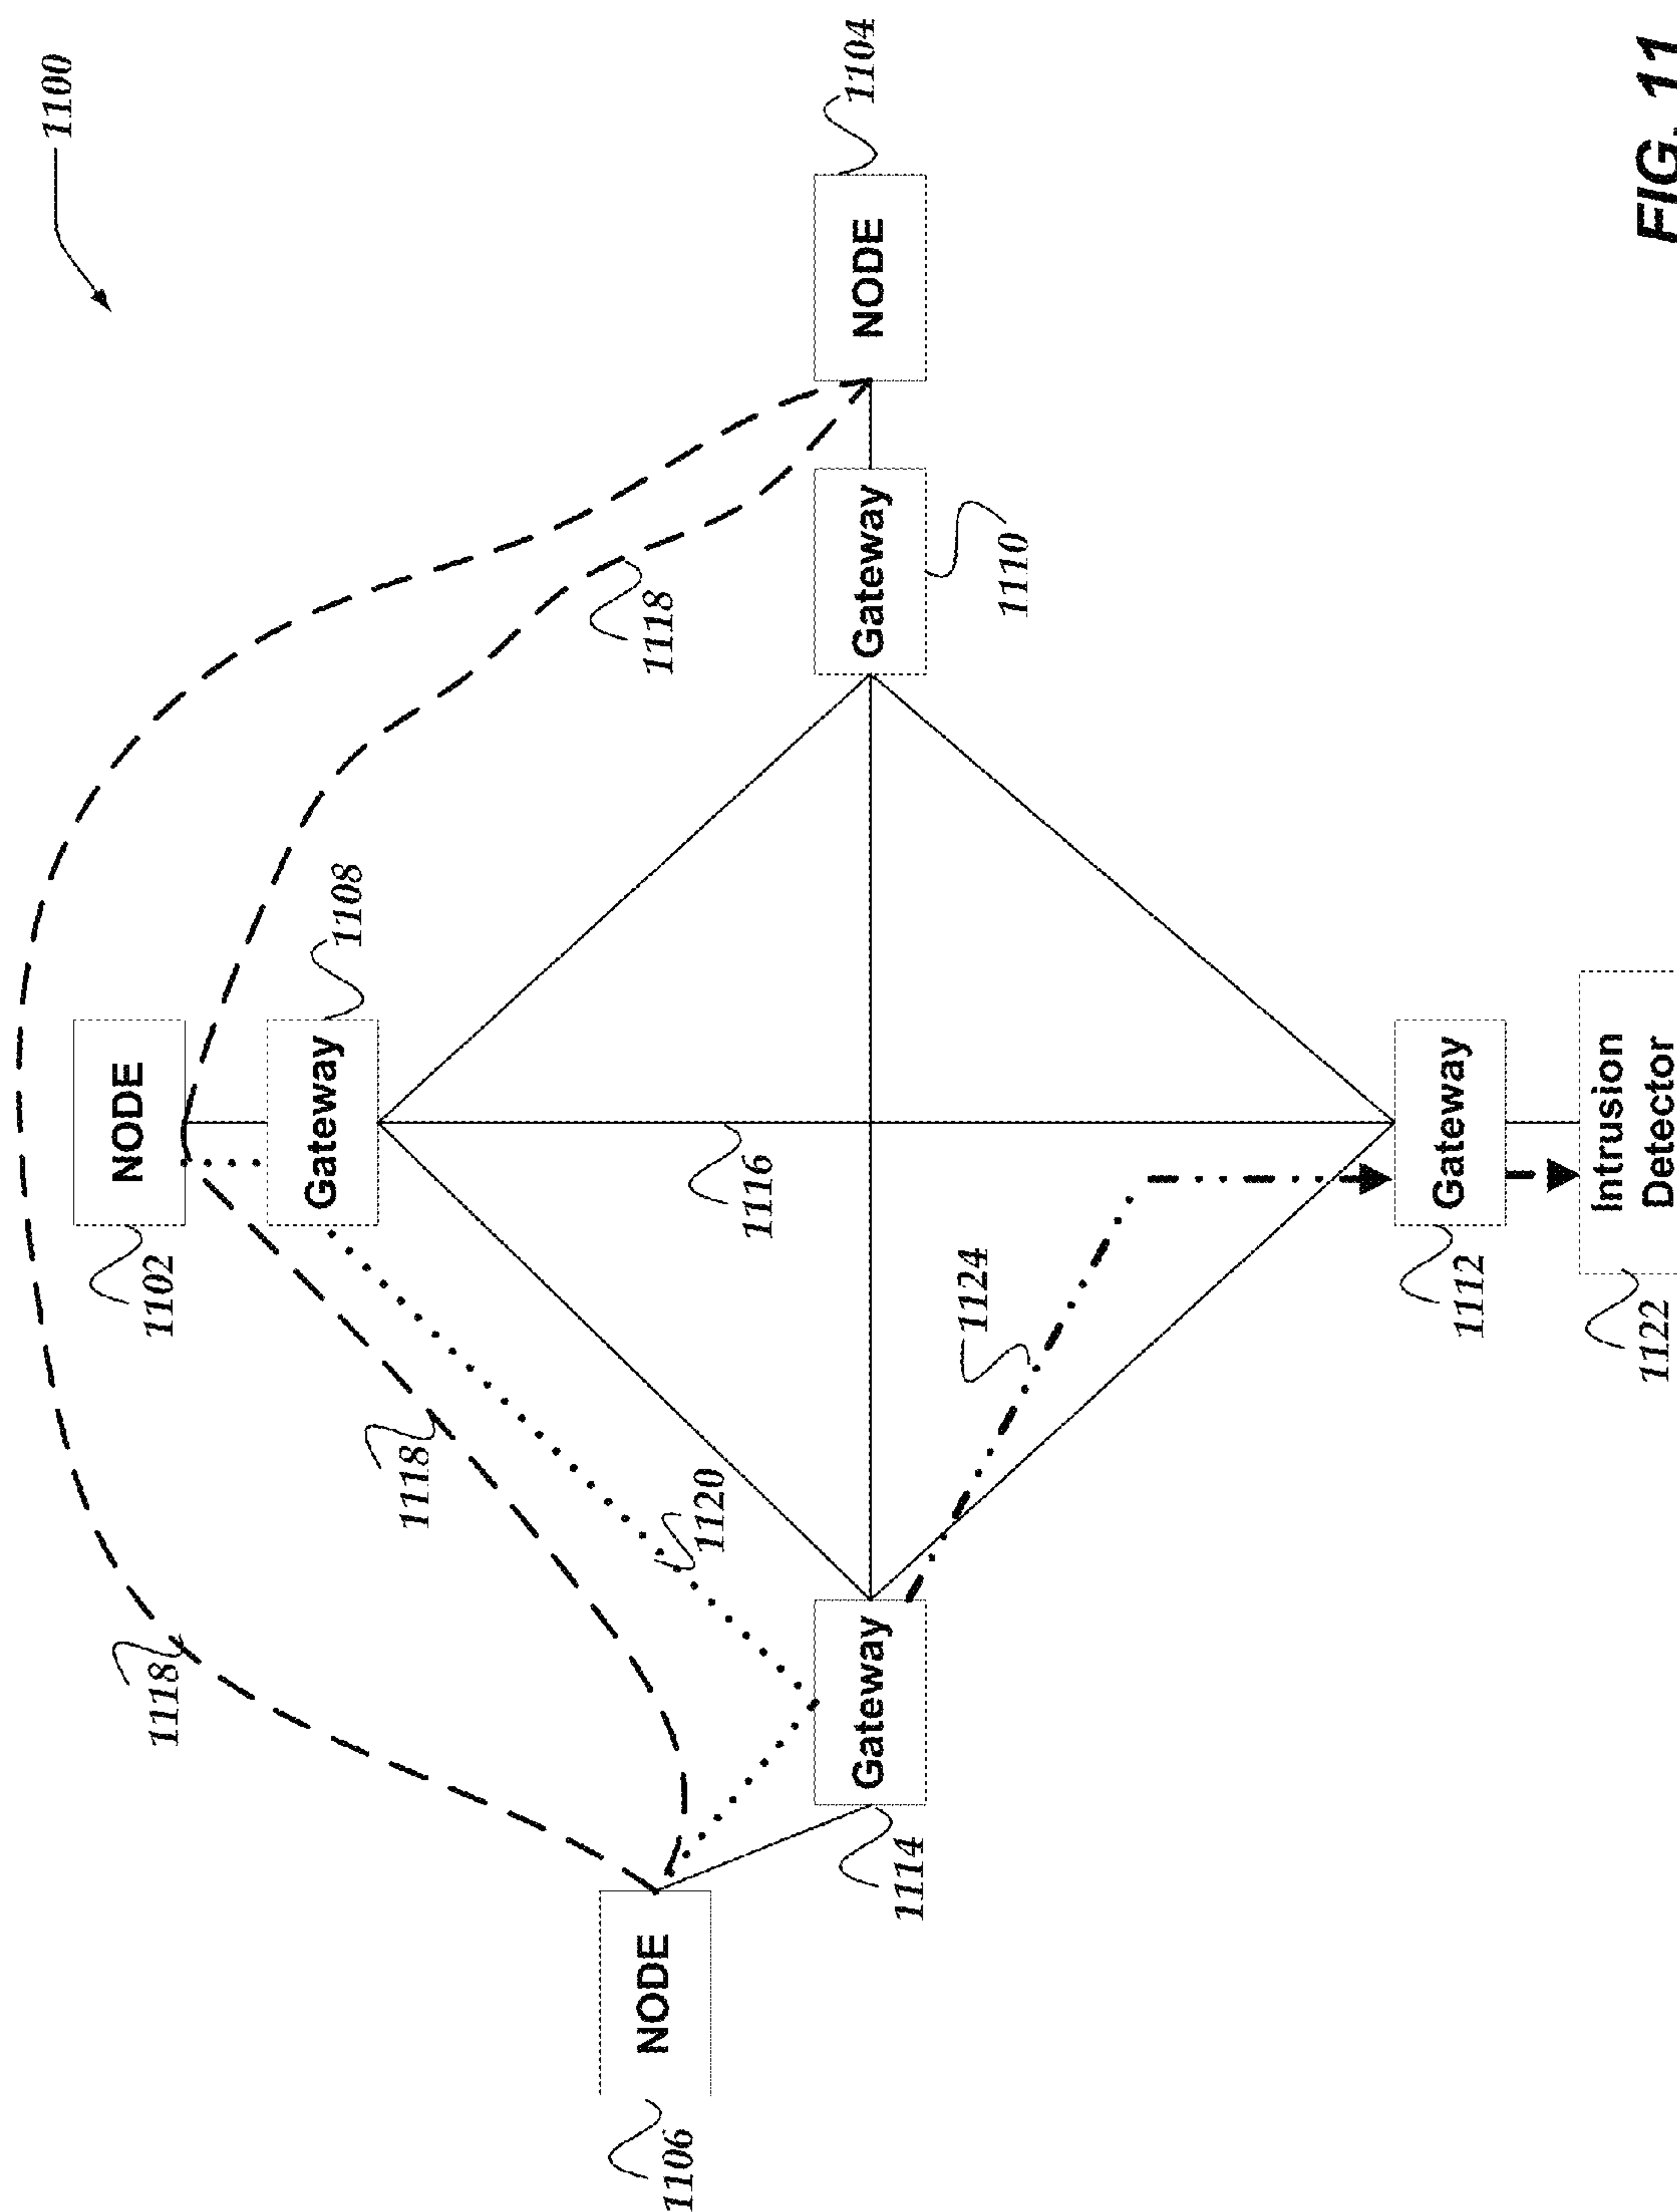 1100
NODE
1102
1118
Gateway
1108
1118
1118
NODE
1106
1120
1116
Gateway
1114
Gateway
NODE
1104
1124
1110
Gateway
1112
Intrusion
Detector
1122
FIG. 11